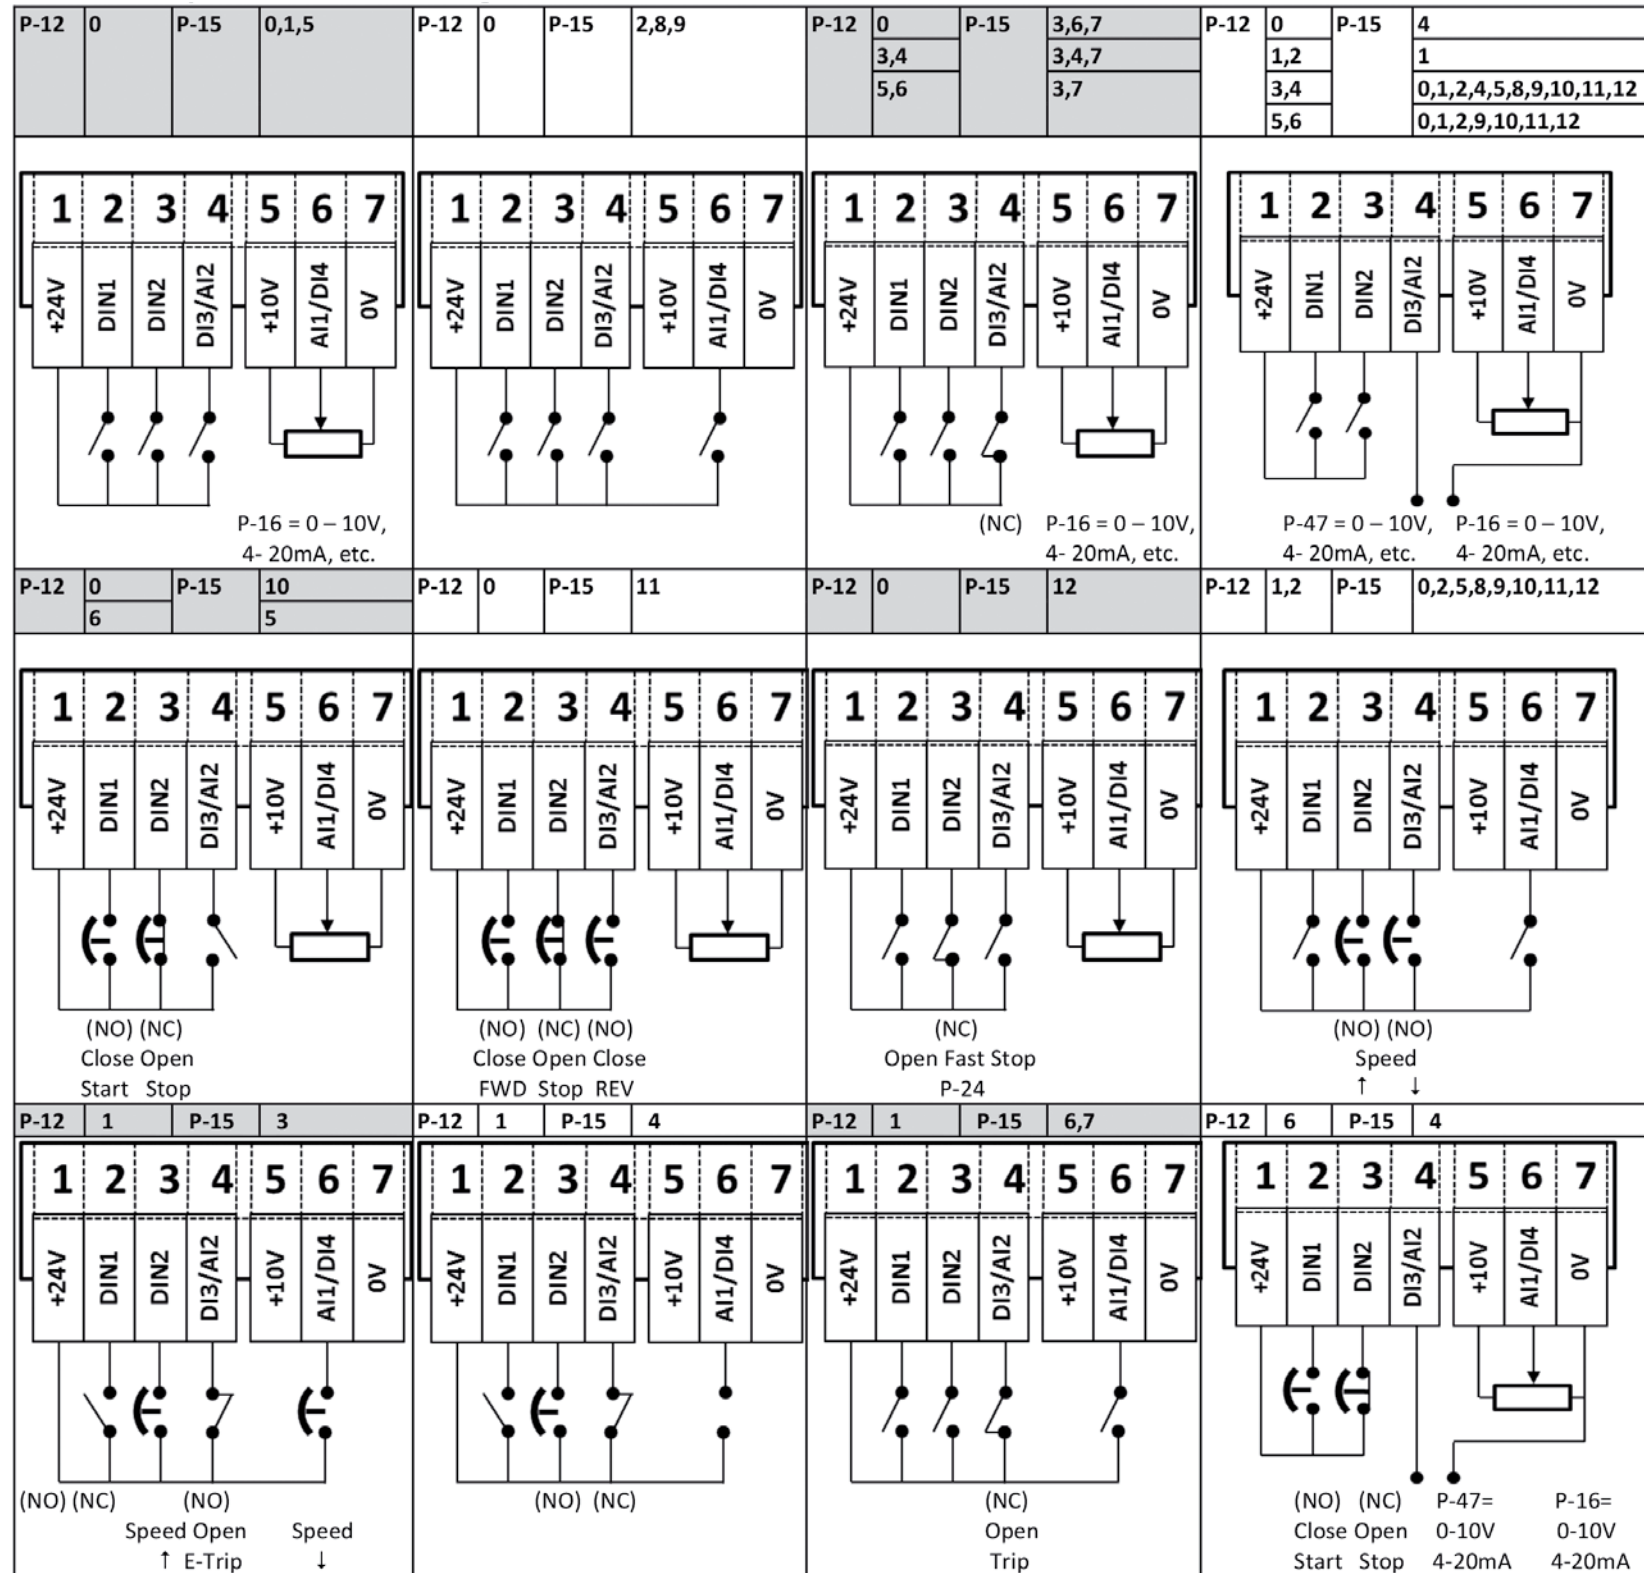 P-12 0 P-15 0,1,5
P-12 0 P-15 2,8,9
P-12 0 P-15 3,6,7
3,4 3,4,7
5,6 3,7
P-12 0 P-15 4
1,2 1
3,4 0,1,2,4,5,8,9,10,11,12
5,6 0,1,2,9,10,11,12
1 2 3 4 5 6 7
+24V DIN1 DIN2 DI3/AI2 +10V AI1/DI4 0V
P-16 = 0 – 10V,
4- 20mA, etc.
1 2 3 4 5 6 7
+24V DIN1 DIN2 DI3/AI2 +10V AI1/DI4 0V
1 2 3 4 5 6 7
+24V DIN1 DIN2 DI3/AI2 +10V AI1/DI4 0V
(NC) P-16 = 0 – 10V,
4- 20mA, etc.
1 2 3 4 5 6 7
+24V DIN1 DIN2 DI3/AI2 +10V AI1/DI4 0V
P-47 = 0 – 10V, P-16 = 0 – 10V,
4- 20mA, etc. 4- 20mA, etc.
P-12 0 P-15 10
6 5
P-12 0 P-15 11
P-12 0 P-15 12
P-12 1,2 P-15 0,2,5,8,9,10,11,12
1 2 3 4 5 6 7
+24V DIN1 DIN2 DI3/AI2 +10V AI1/DI4 0V
(NO) (NC)
Close Open
Start Stop
1 2 3 4 5 6 7
+24V DIN1 DIN2 DI3/AI2 +10V AI1/DI4 0V
(NO) (NC) (NO)
Close Open Close
FWD Stop REV
1 2 3 4 5 6 7
+24V DIN1 DIN2 DI3/AI2 +10V AI1/DI4 0V
(NC)
Open Fast Stop
P-24
1 2 3 4 5 6 7
+24V DIN1 DIN2 DI3/AI2 +10V AI1/DI4 0V
(NO) (NO)
Speed
↑ ↓
P-12 1 P-15 3
P-12 1 P-15 4
P-12 1 P-15 6,7
P-12 6 P-15 4
1 2 3 4 5 6 7
+24V DIN1 DIN2 DI3/AI2 +10V AI1/DI4 0V
(NO) (NC) (NO)
Speed Open Speed
↑ E-Trip ↓
1 2 3 4 5 6 7
+24V DIN1 DIN2 DI3/AI2 +10V AI1/DI4 0V
(NO) (NC)
1 2 3 4 5 6 7
+24V DIN1 DIN2 DI3/AI2 +10V AI1/DI4 0V
(NC)
Open
Trip
1 2 3 4 5 6 7
+24V DIN1 DIN2 DI3/AI2 +10V AI1/DI4 0V
(NO) (NC) P-47= P-16=
Close Open 0-10V 0-10V
Start Stop 4-20mA 4-20mA